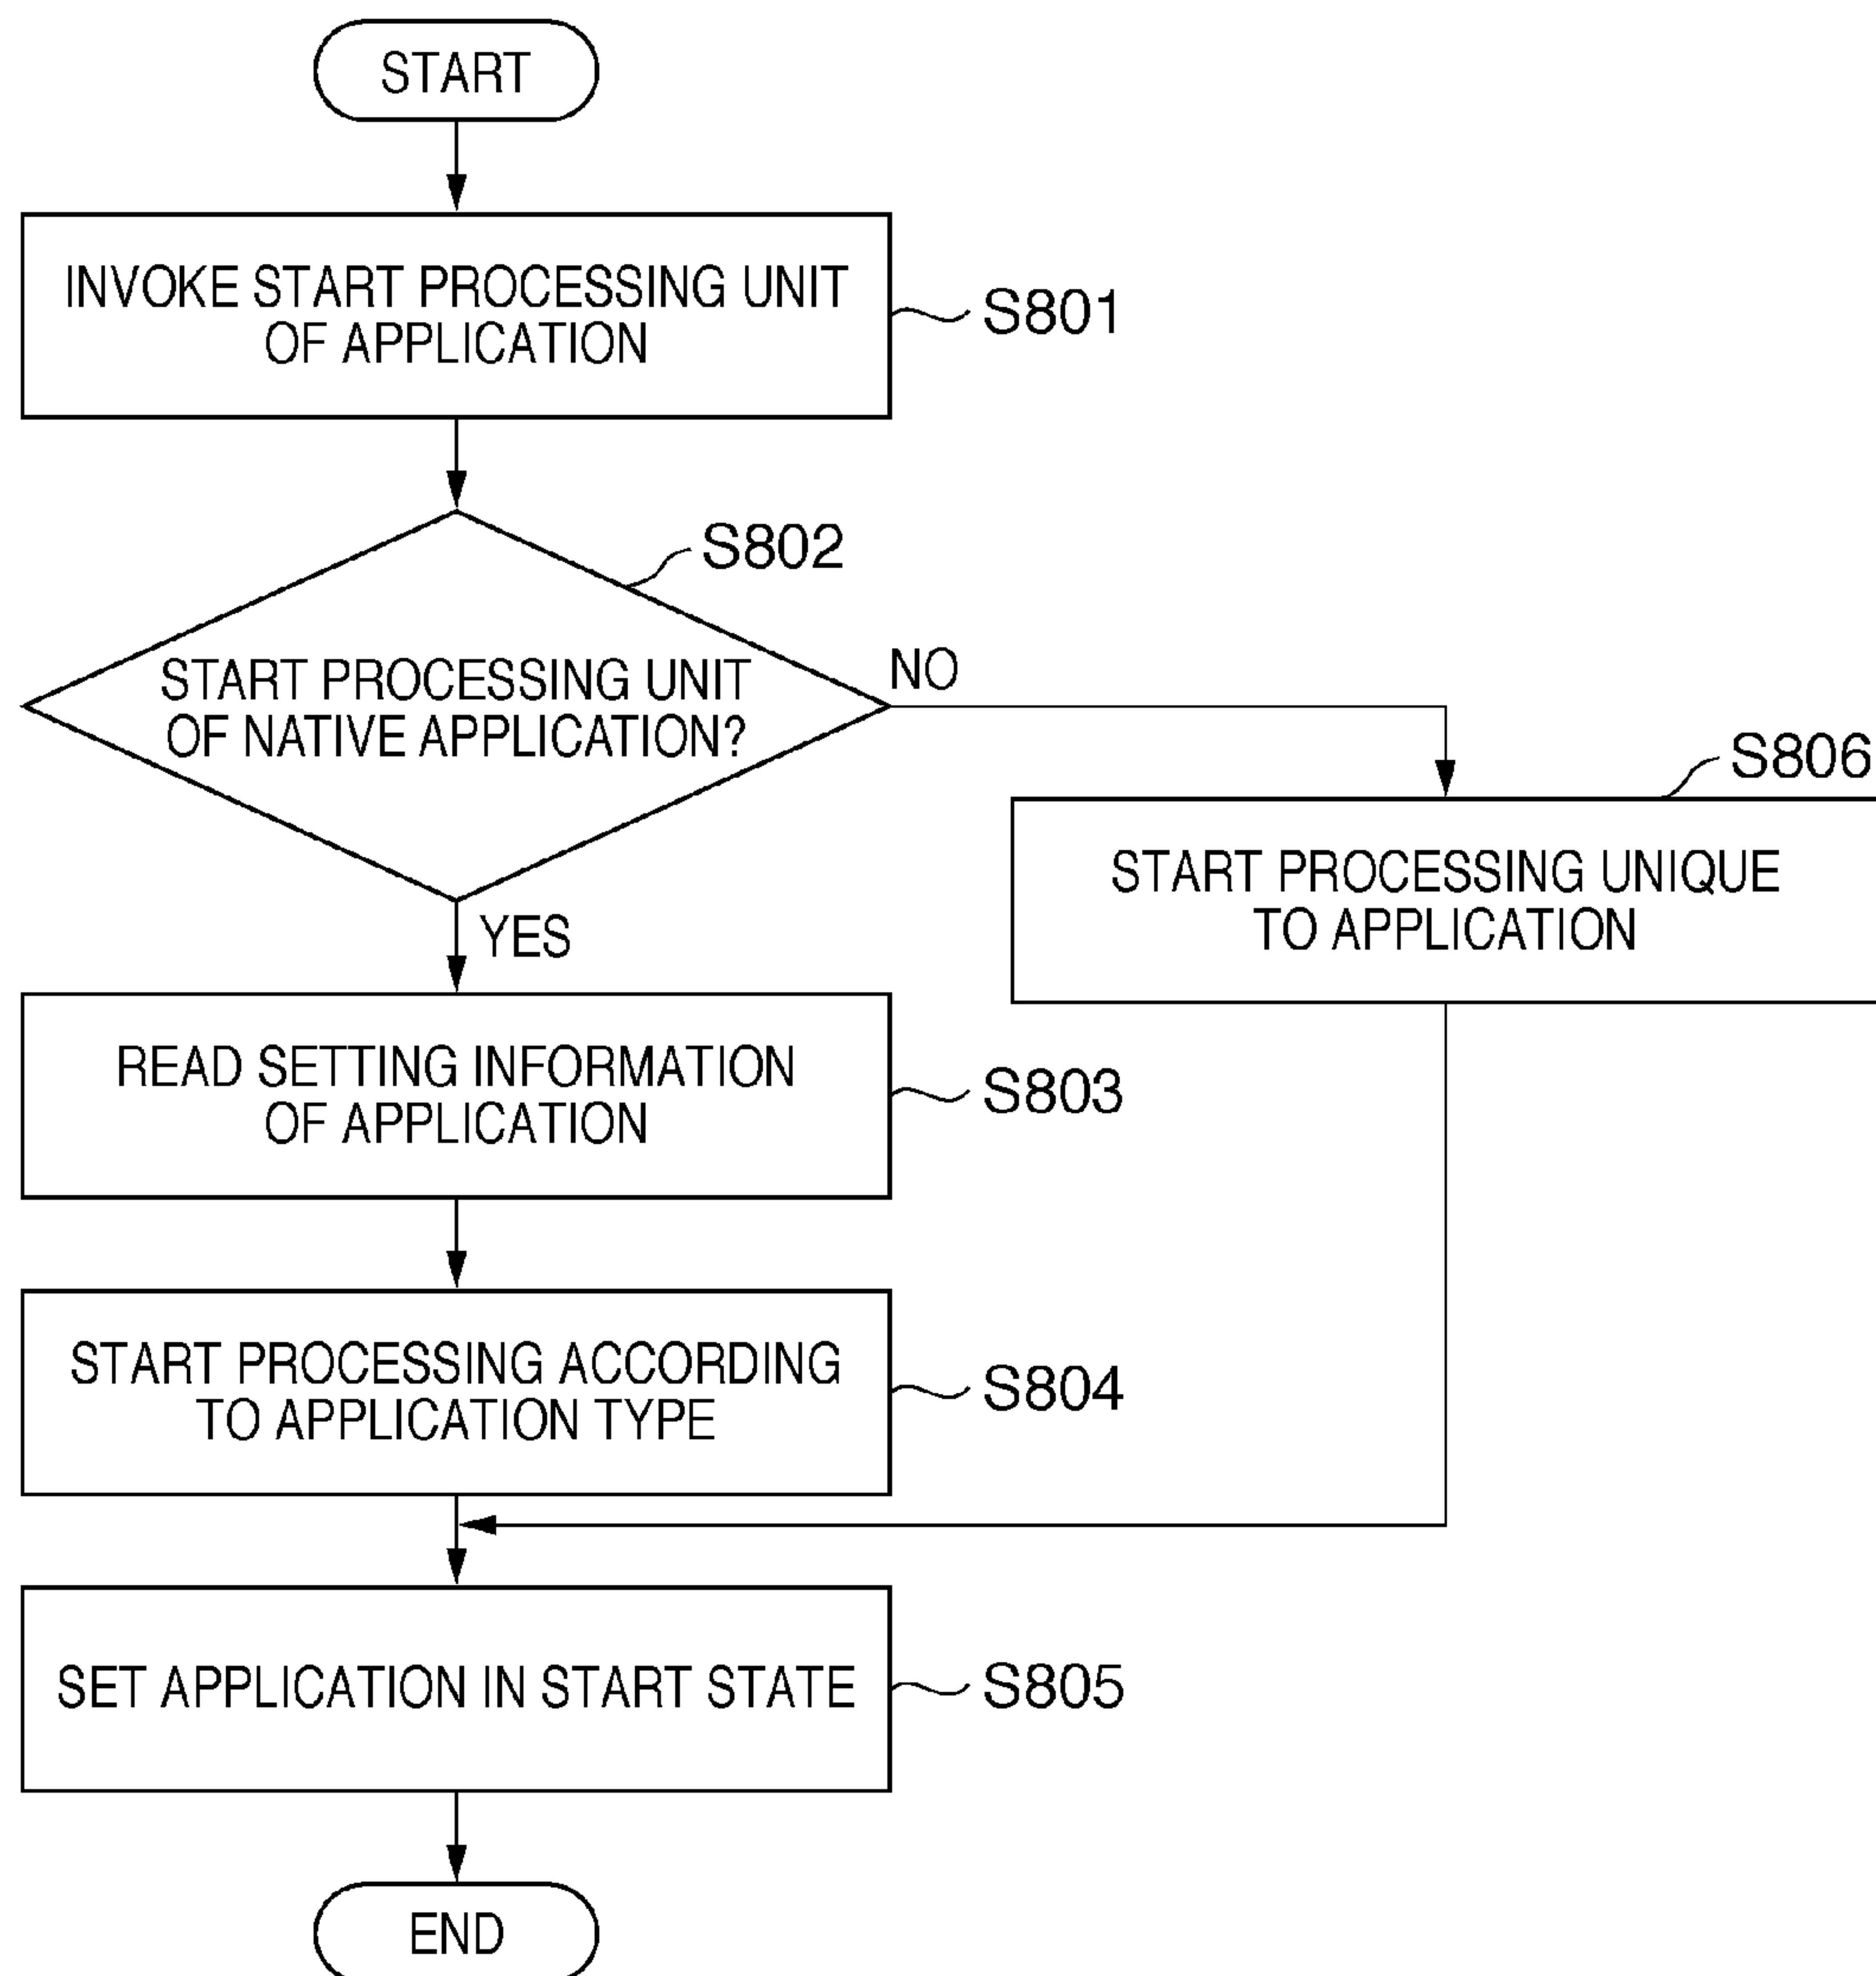 START
INVOKE START PROCESSING UNIT
OF APPLICATION
S801
S802
START PROCESSING UNIT
OF NATIVE APPLICATION?
NO
YES
S806
START PROCESSING UNIQUE
TO APPLICATION
READ SETTING INFORMATION
OF APPLICATION
S803
START PROCESSING ACCORDING
TO APPLICATION TYPE
S804
SET APPLICATION IN START STATE
S805
END